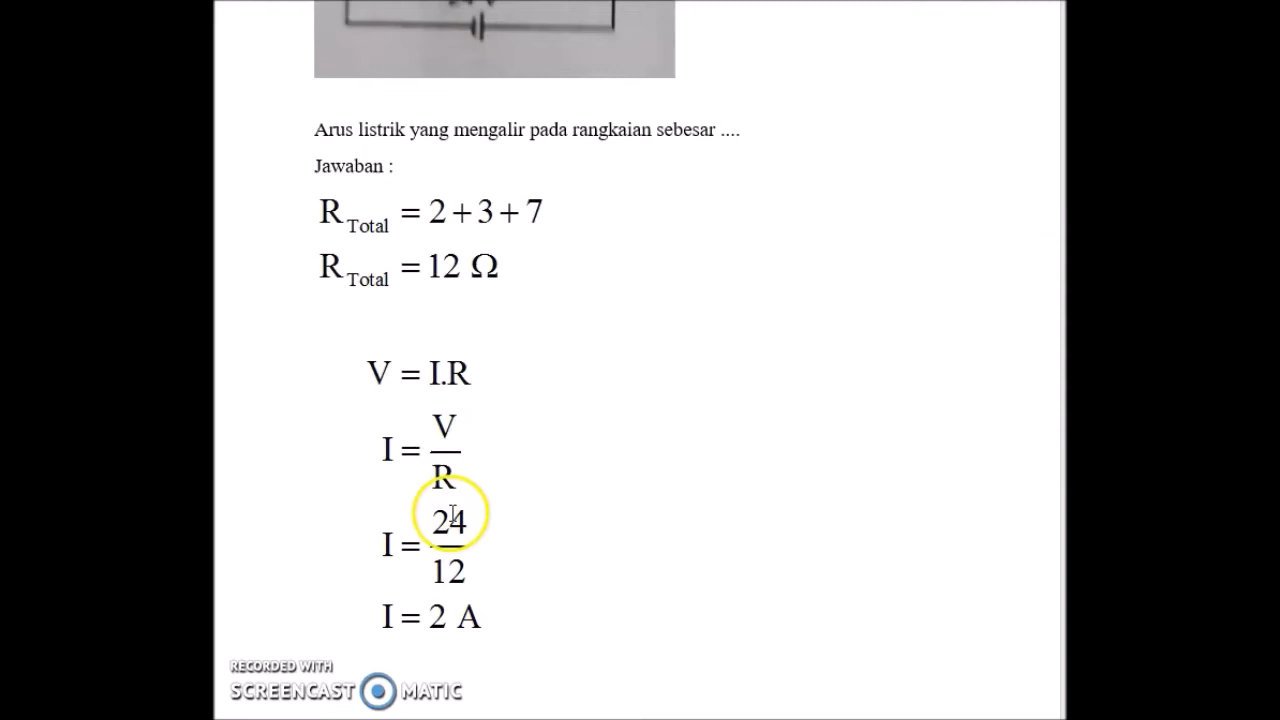 Arus listrik yang mengalir pada rangkaian sebesar ....
Jawaban :
R Total = 2 + 3 + 7
R Total = 12 Ω
V = I.R
I = V/R
I = 24/12
I = 2 A
RECORDED WITH
SCREENCAST MATIC